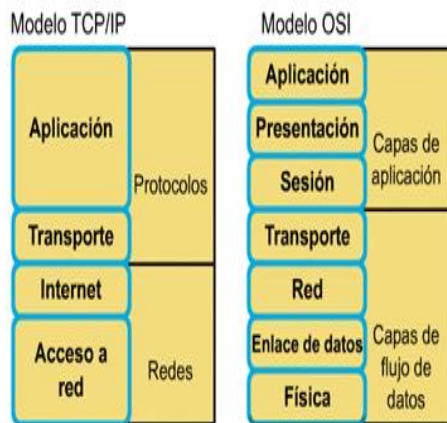 Modelo TCP/IP
Aplicación
Transporte
Internet
Acceso a
red
Protocolos
Redes
Modelo OSI
Aplicación
Presentación
Sesión
Transporte
Red
Enlace de datos
Física
Capas de
aplicación
Capas de
flujo de
datos